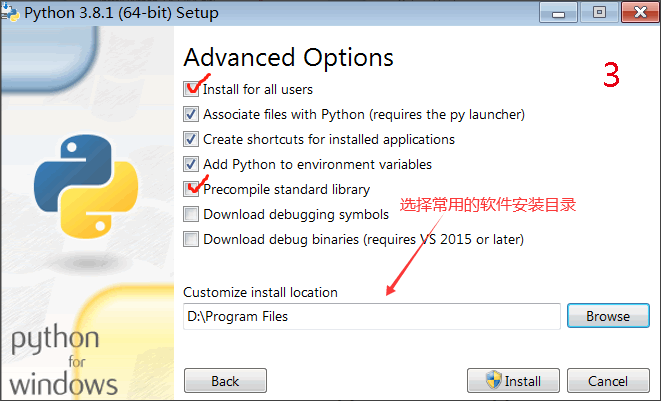 Python 3.8.1 (64-bit) Setup
Advanced Options
3
Install for all users
Associate files with Python (requires the py launcher)
Create shortcuts for installed applications
Add Python to environment variables
Precompile standard library
选择常用的软件安装目录
Download debugging symbols
Download debug binaries (requires VS 2015 or later)
Customize install location
D:\Program Files
Browse
python
for
windows
Back
Install
Cancel